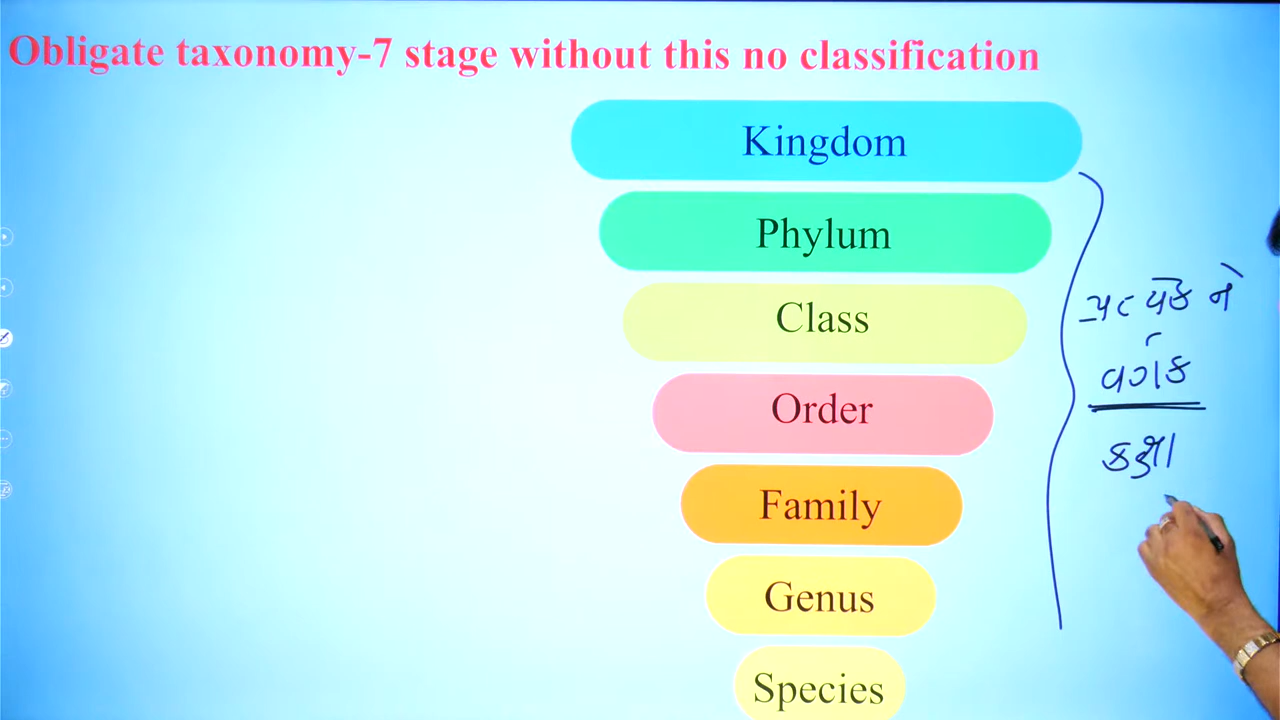 Obligate taxonomy-7 stage without this no classification
Kingdom
Phylum
Class
Order
Family
Genus
Species
પ્રત્યેક ને
વર્ગક
કક્ષા